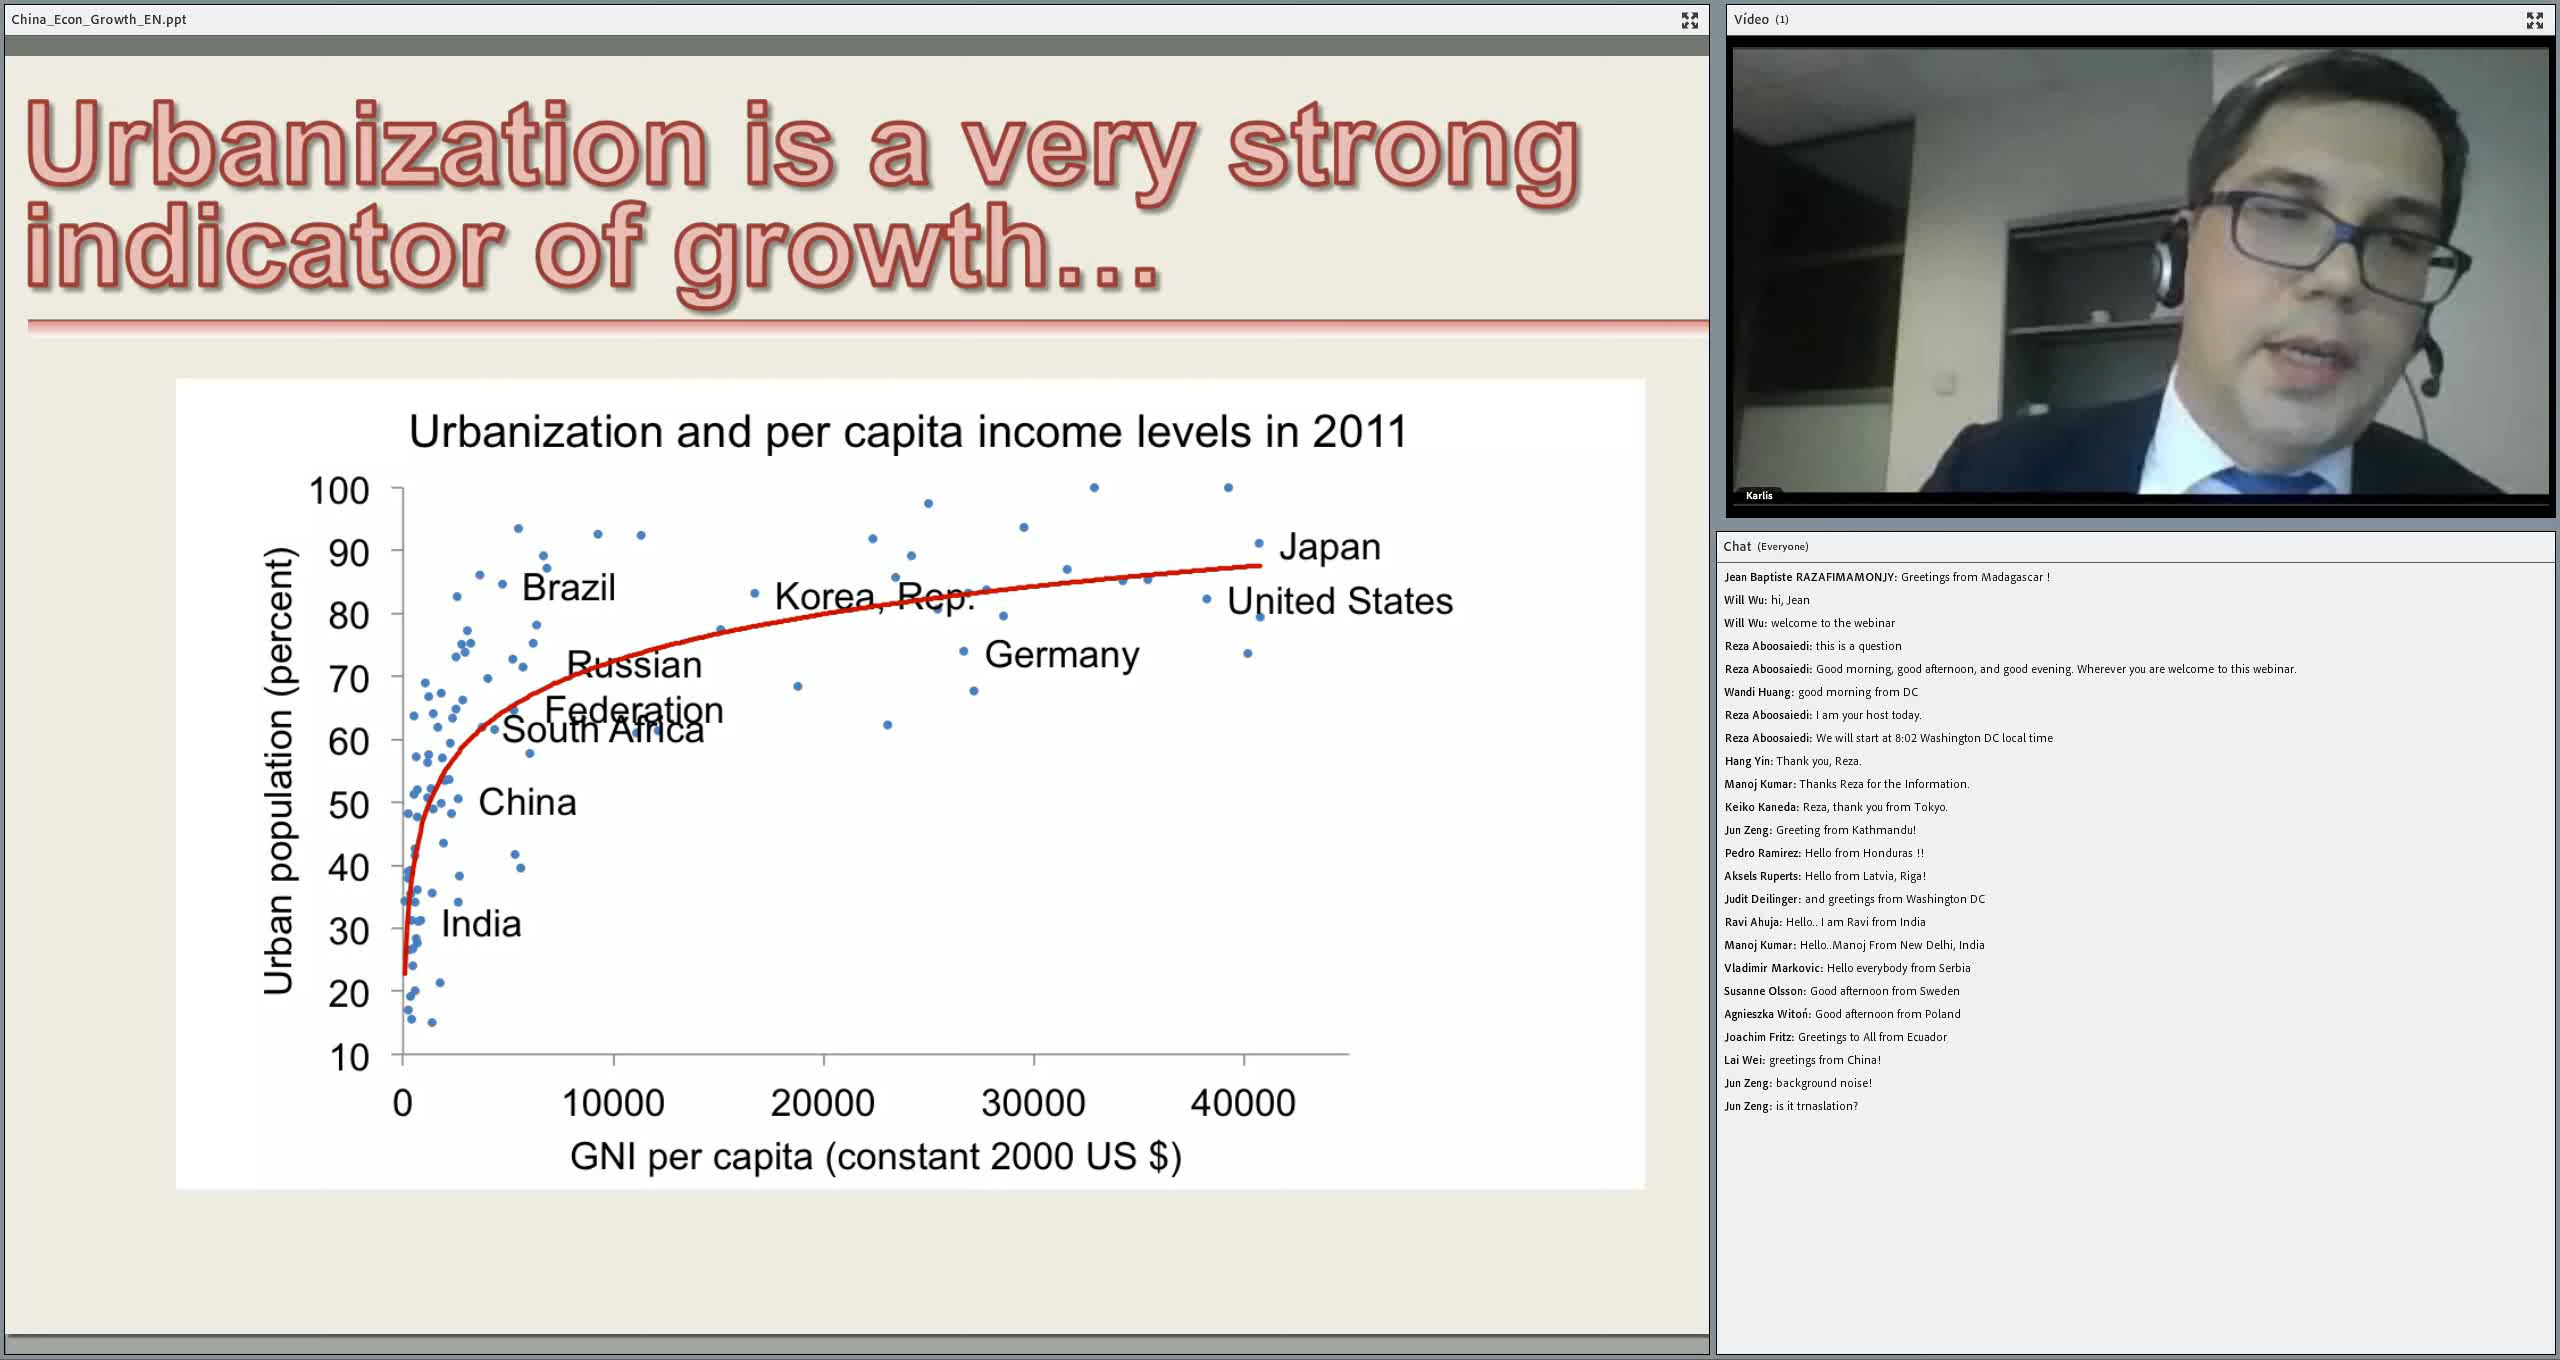 China_Econ_Growth_EN.ppt
Urbanization is a very strong
indicator of growth...
Urbanization and per capita income levels in 2011
Urban population (percent)
100
90
80
70
60
50
40
30
20
10
Japan
Brazil
Korea, Rep.
United States
Germany
Russian
Federation
South Africa
China
India
0 10000 20000 30000 40000
GNI per capita (constant 2000 US $)
Vídeo (1)
Karlis
Chat (Everyone)
Jean Baptiste RAZAFIMAMONJY: Greetings from Madagascar !
Will Wu: hi, Jean
Will Wu: welcome to the webinar
Reza Aboosaiedi: this is a question
Reza Aboosaiedi: Good morning, good afternoon, and good evening. Wherever you are welcome to this webinar.
Wandi Huang: good morning from DC
Reza Aboosaiedi: I am your host today.
Reza Aboosaiedi: We will start at 8:02 Washington DC local time
Hang Yin: Thank you, Reza.
Manoj Kumar: Thanks Reza for the Information.
Keiko Kaneda: Reza, thank you from Tokyo.
Jun Zeng: Greeting from Kathmandu!
Pedro Ramirez: Hello from Honduras !!
Aksels Ruperts: Hello from Latvia, Riga!
Judit Deilinger: and greetings from Washington DC
Ravi Ahuja: Hello.. I am Ravi from India
Manoj Kumar: Hello..Manoj From New Delhi, India
Vladimir Markovic: Hello everybody from Serbia
Susanne Olsson: Good afternoon from Sweden
Agnieszka Witoń: Good afternoon from Poland
Joachim Fritz: Greetings to All from Ecuador
Lai Wei: greetings from China!
Jun Zeng: background noise!
Jun Zeng: is it trnaslation?